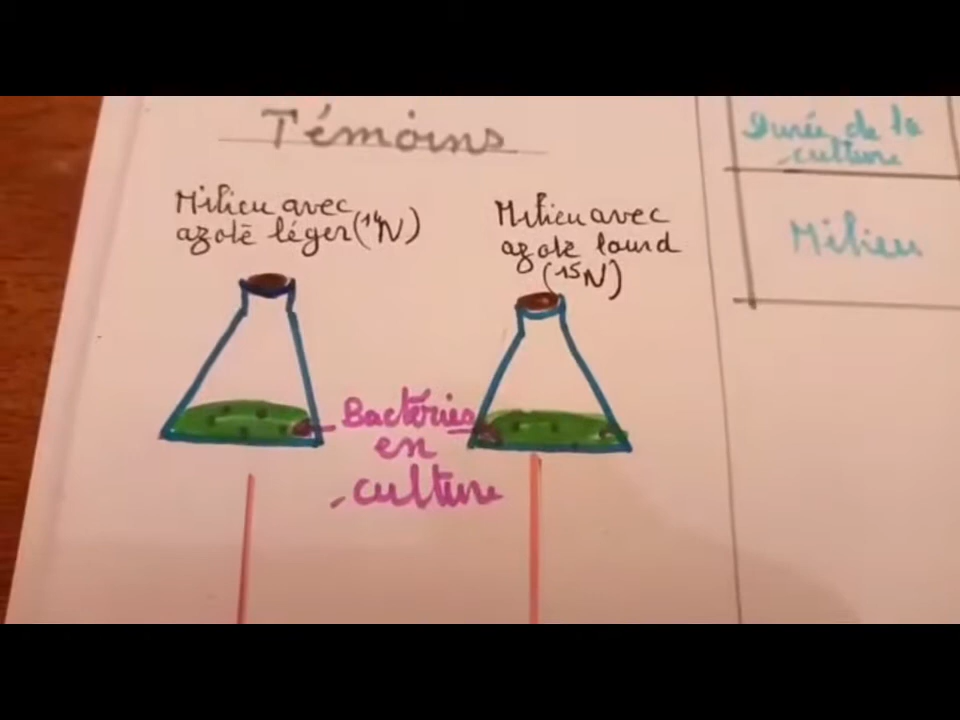 Témoins
Milieu avec
azote léger (¹⁴N)
Milieu avec
azote lourd
(¹⁵N)
Bactéries
en
culture
Durée de la
culture
Milieu